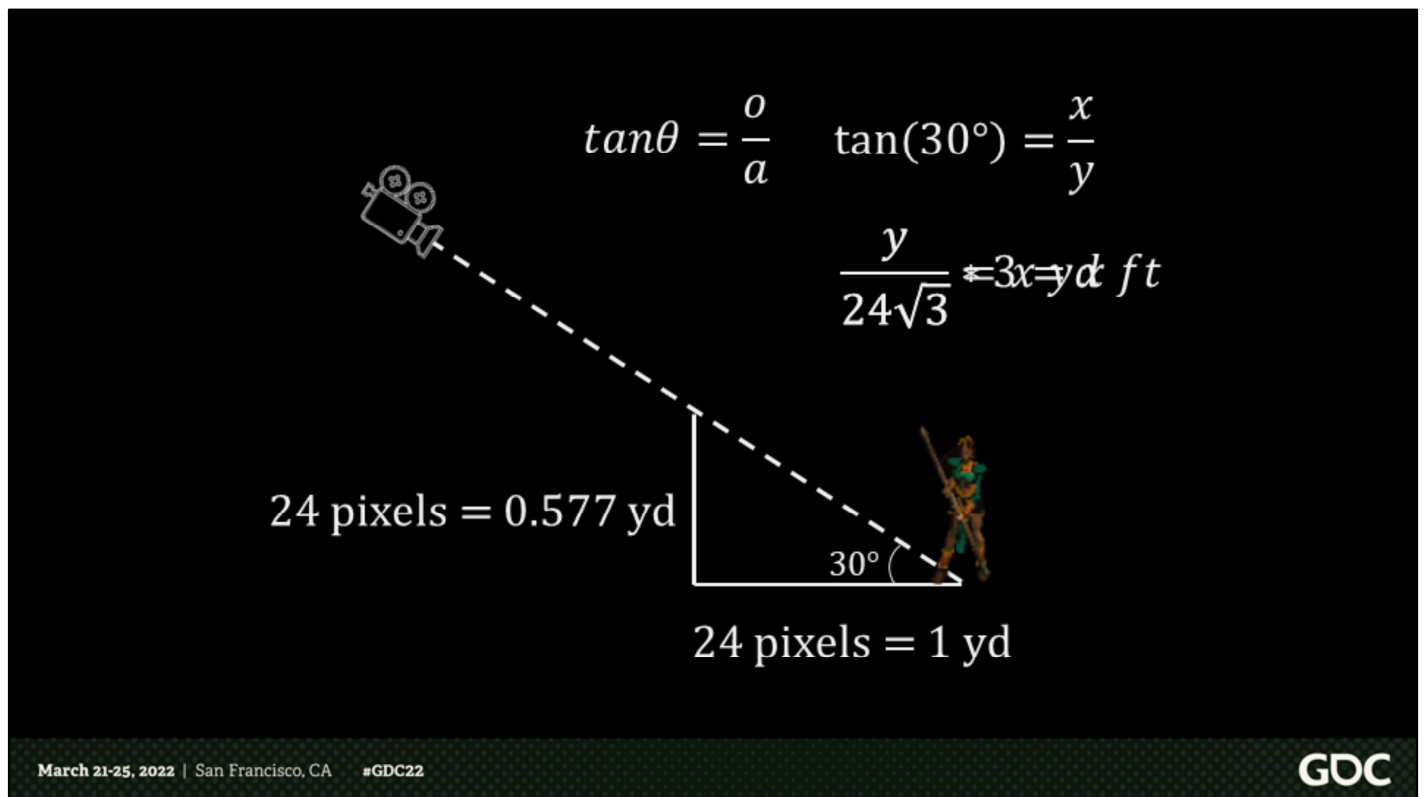 tanθ = o/a tan(30°) = x/y
y/24√3
24 pixels = 0.577 yd
30°
24 pixels = 1 yd
March 21-25, 2022 | San Francisco, CA #GDC22 GDC